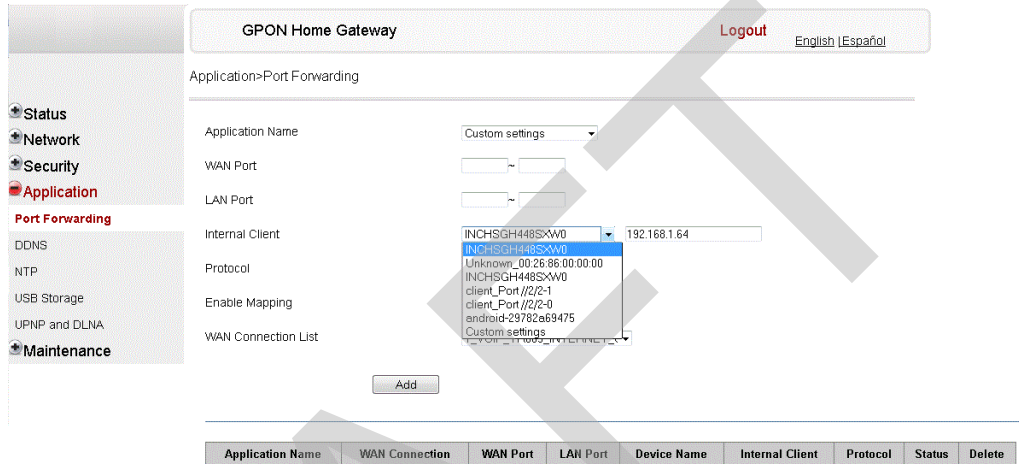 GPON Home Gateway
Logout
English | Español
Application>Port Forwarding
Status
Network
Security
Application
Port Forwarding
DDNS
NTP
USB Storage
UPNP and DLNA
Maintenance
Application Name
Custom settings
WAN Port
~
LAN Port
~
Internal Client
INCHSGH448SXW0
192.168.1.64
INCHSGH448SXW0
Unknown_00:26:86:00:00:00
INCHSGH448SXW0
client_Port //2/2-1
client_Port //2/2-0
android-29782a69475
Custom settings
Protocol
Enable Mapping
WAN Connection List
Add
Application Name WAN Connection WAN Port LAN Port Device Name Internal Client Protocol Status Delete